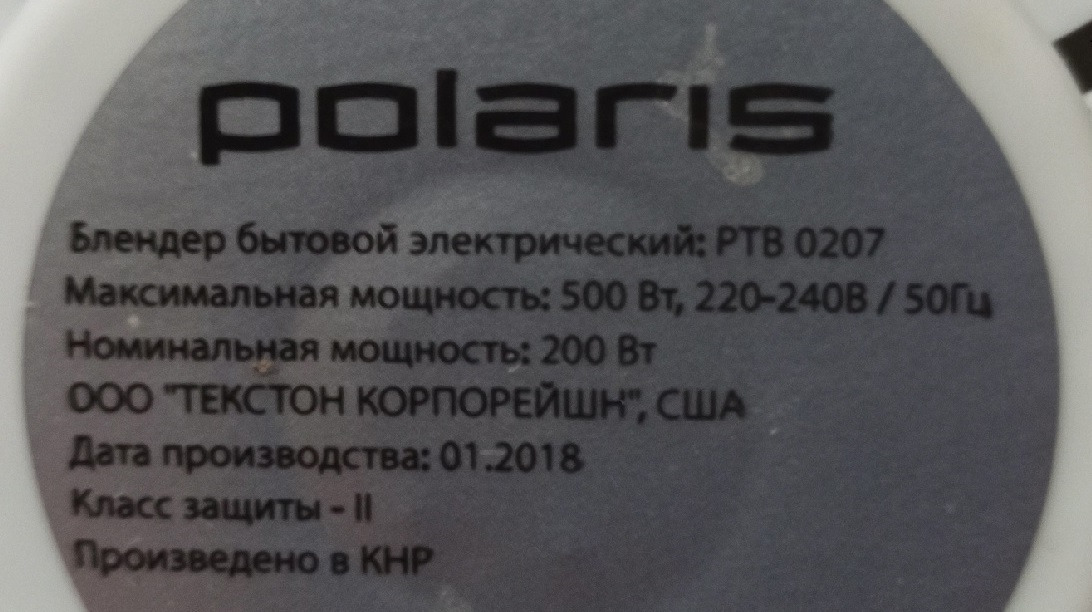 polaris
Блендер бытовой электрический: PTB 0207
Максимальная мощность: 500 Вт, 220-240В / 50Гц
Номинальная мощность: 200 Вт
ООО "ТЕКСТОН КОРПОРЕЙШН", США
Дата производства: 01.2018
Класс защиты - II
Произведено в КНР